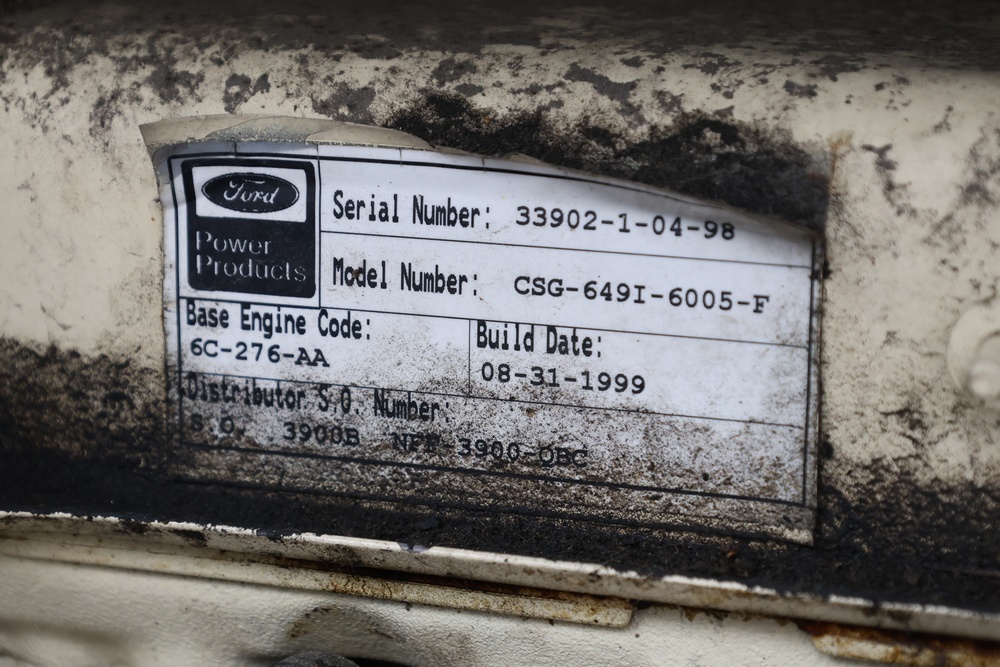 Ford
Power
Products
Serial Number: 33902-1-04-98
Model Number: CSG-649I-6005-F
Base Engine Code:
6C-276-AA
Build Date:
08-31-1999
Distributor S.O. Number:
S.O. 3900B